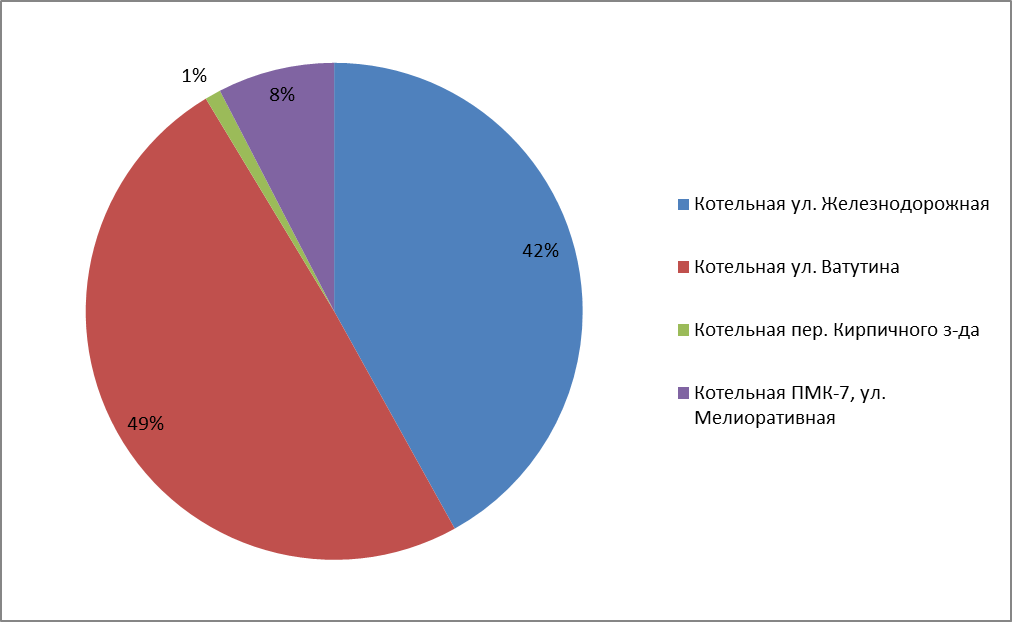 1%
8%
42%
49%
Котельная ул. Железнодорожная
Котельная ул. Ватутина
Котельная пер. Кирпичного з-да
Котельная ПМК-7, ул.
Мелиоративная